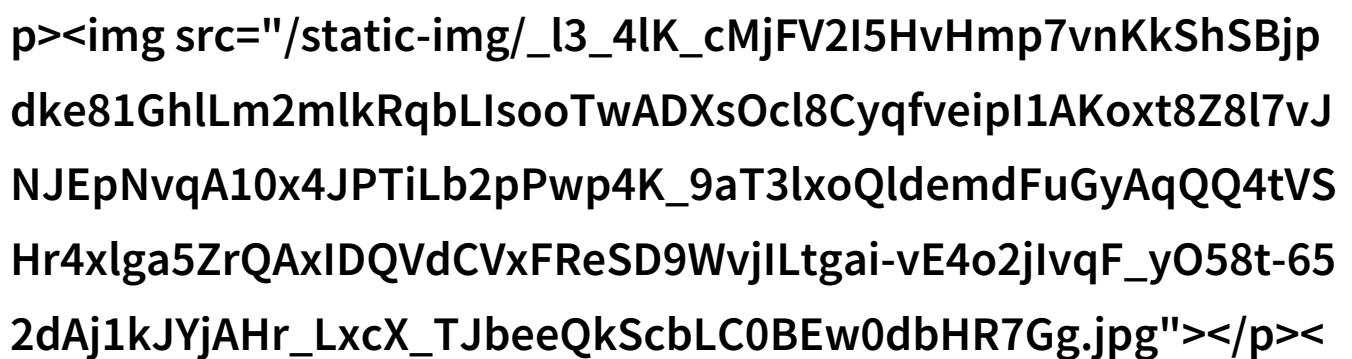 p><img src="/static-img/_l3_4lK_cMjFV2I5HvHmp7vnKkShSBjp
dke81GhlLm2mlkRqbLIsooTwADXsOcl8CyqfveipI1AKoxt8Z8l7vJ
NJEpNvqA10x4JPTiLb2pPwp4K_9aT3lxoQldemdFuGyAqQQ4tVS
Hr4xlga5ZrQAxIDQVdCVxFReSD9WvjILtgai-vE4o2jIvqF_yO58t-65
2dAj1kJYjAHr_LxcX_TJbeeQkScbLC0BEw0dbHR7Gg.jpg"></p><